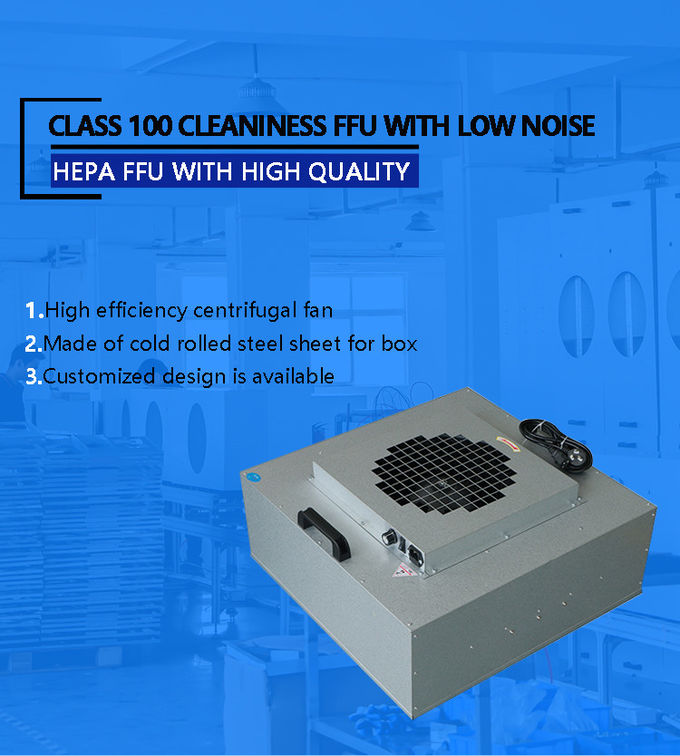 CLASS 100 CLEANINESS FFU WITH LOW NOISE
HEPA FFU WITH HIGH QUALITY
1.High efficiency centrifugal fan
2.Made of cold rolled steel sheet for box
3.Customized design is available